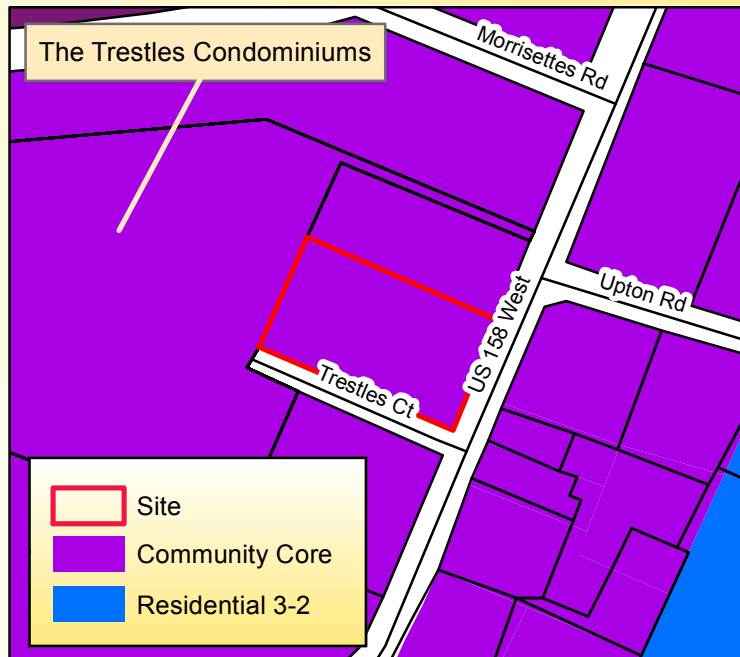 The Trestles Condominiums
Morrisettes Rd
Upton Rd
US 158 West
Trestles Ct
Site
Community Core
Residential 3-2